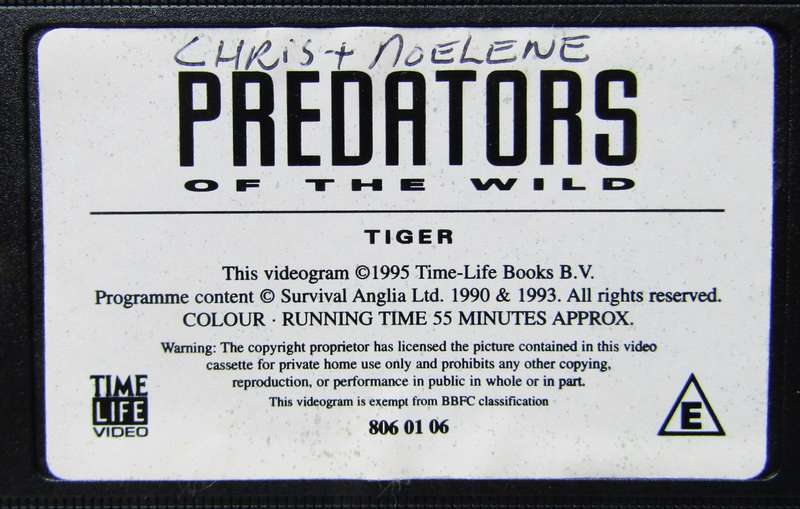 CHRIS + NOELENE
PREDATORS
OF THE WILD
TIGER
This videogram ©1995 Time-Life Books B.V.
Programme content © Survival Anglia Ltd. 1990 & 1993. All rights reserved.
COLOUR · RUNNING TIME 55 MINUTES APPROX.
Warning: The copyright proprietor has licensed the picture contained in this video
cassette for private home use only and prohibits any other copying,
reproduction, or performance in public in whole or in part.
This videogram is exempt from BBFC classification
806 01 06
TIME
LIFE
VIDEO
E